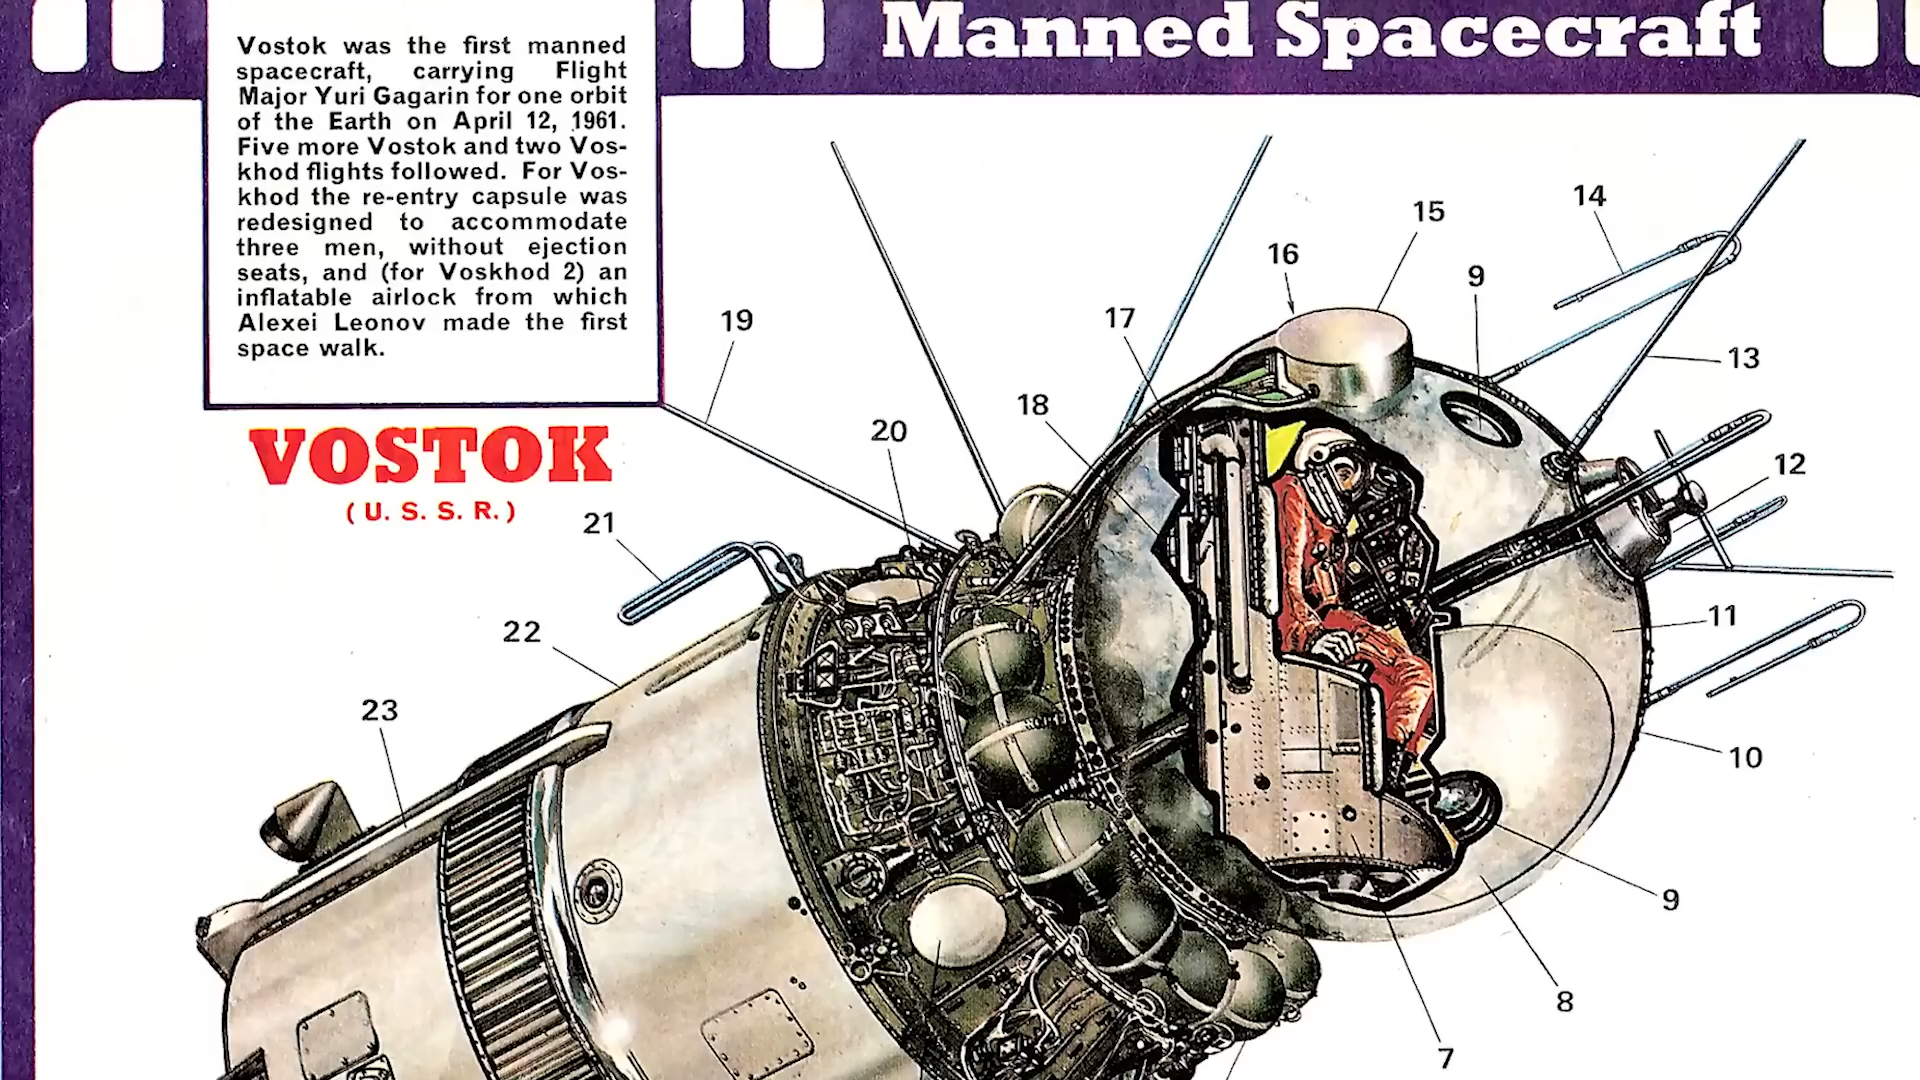 Manned Spacecraft
Vostok was the first manned
spacecraft, carrying Flight
Major Yuri Gagarin for one orbit
of the Earth on April 12, 1961.
Five more Vostok and two Vos-
khod flights followed. For Vos-
khod the re-entry capsule was
redesigned to accommodate
three men, without ejection
seats, and (for Voskhod 2) an
inflatable airlock from which
Alexei Leonov made the first
space walk.
VOSTOK
(U. S. S. R.)
14
15
16
9
17
19
13
18
20
12
21
11
22
23
10
9
8
7